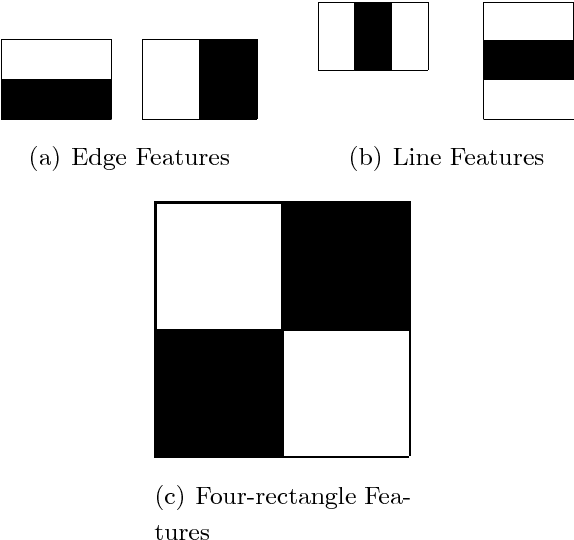 (a) Edge Features
(b) Line Features
(c) Four-rectangle Fea-
tures